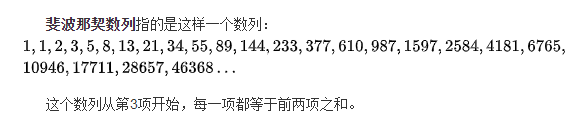 斐波那契数列指的是这样一个数列：
1, 1, 2, 3, 5, 8, 13, 21, 34, 55, 89, 144, 233, 377, 610, 987, 1597, 2584, 4181, 6765,
10946, 17711, 28657, 46368 . . .
这个数列从第3项开始，每一项都等于前两项之和。